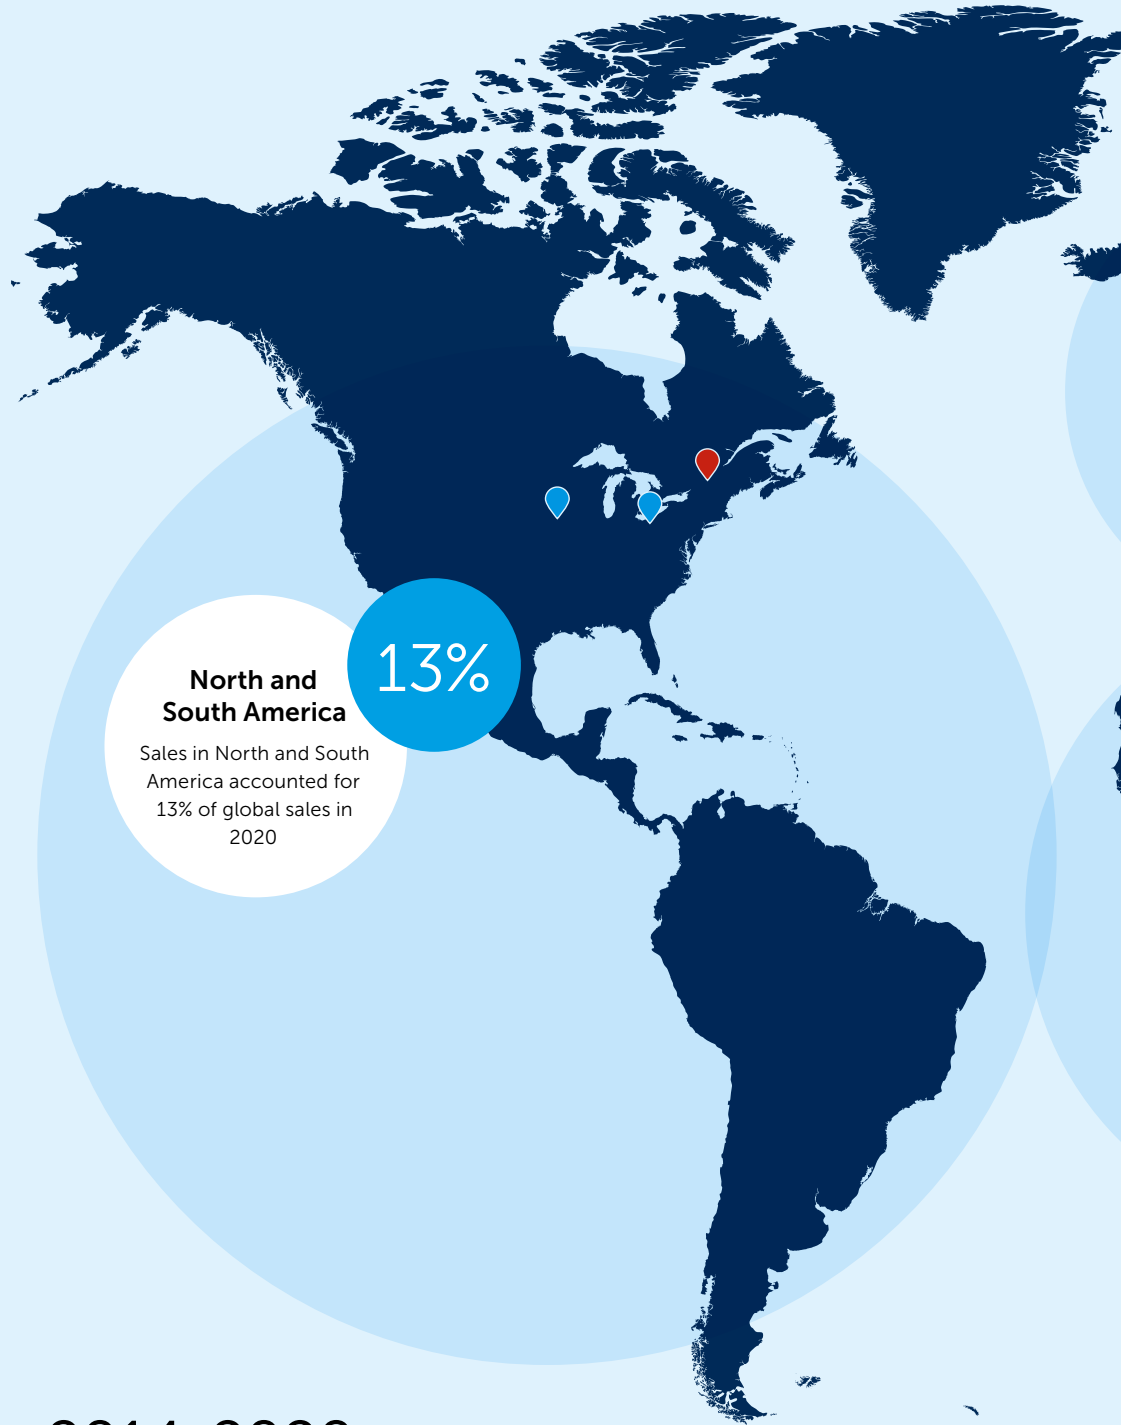 13%
North and
South America
Sales in North and South
America accounted for
13% of global sales in
2020